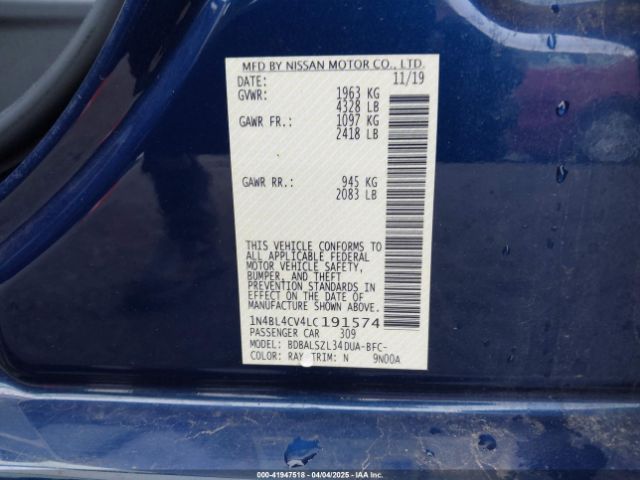 MFD BY NISSAN MOTOR CO., LTD.
DATE: 11/19
GVWR: 1963 KG
4328 LB
GAWR FR.: 1097 KG
2418 LB
GAWR RR.: 945 KG
2083 LB
THIS VEHICLE CONFORMS TO
ALL APPLICABLE FEDERAL
MOTOR VEHICLE SAFETY,
BUMPER, AND THEFT
PREVENTION STANDARDS IN
EFFECT ON THE DATE OF
MANUFACTURE SHOWN ABOVE.
1N4BL4CV4LC191574
PASSENGER CAR 309
MODEL: BDBALSZL34DUA-BFC-
COLOR: RAY TRIM: N 9N00A
000-41947518 | 04/04/2025 - iaai.com